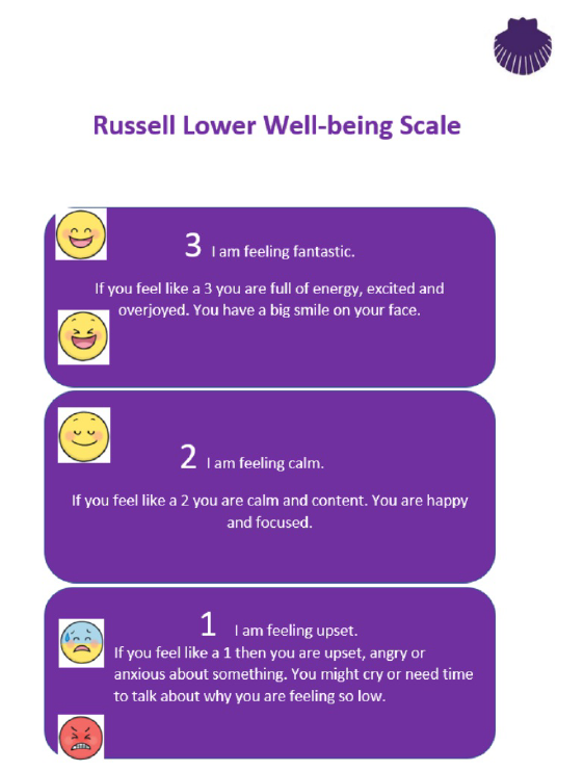 Russell Lower Well-being Scale
3 I am feeling fantastic.
If you feel like a 3 you are full of energy, excited and
overjoyed. You have a big smile on your face.
2 I am feeling calm.
If you feel like a 2 you are calm and content. You are happy
and focused.
1 I am feeling upset.
If you feel like a 1 then you are upset, angry or
anxious about something. You might cry or need time
to talk about why you are feeling so low.